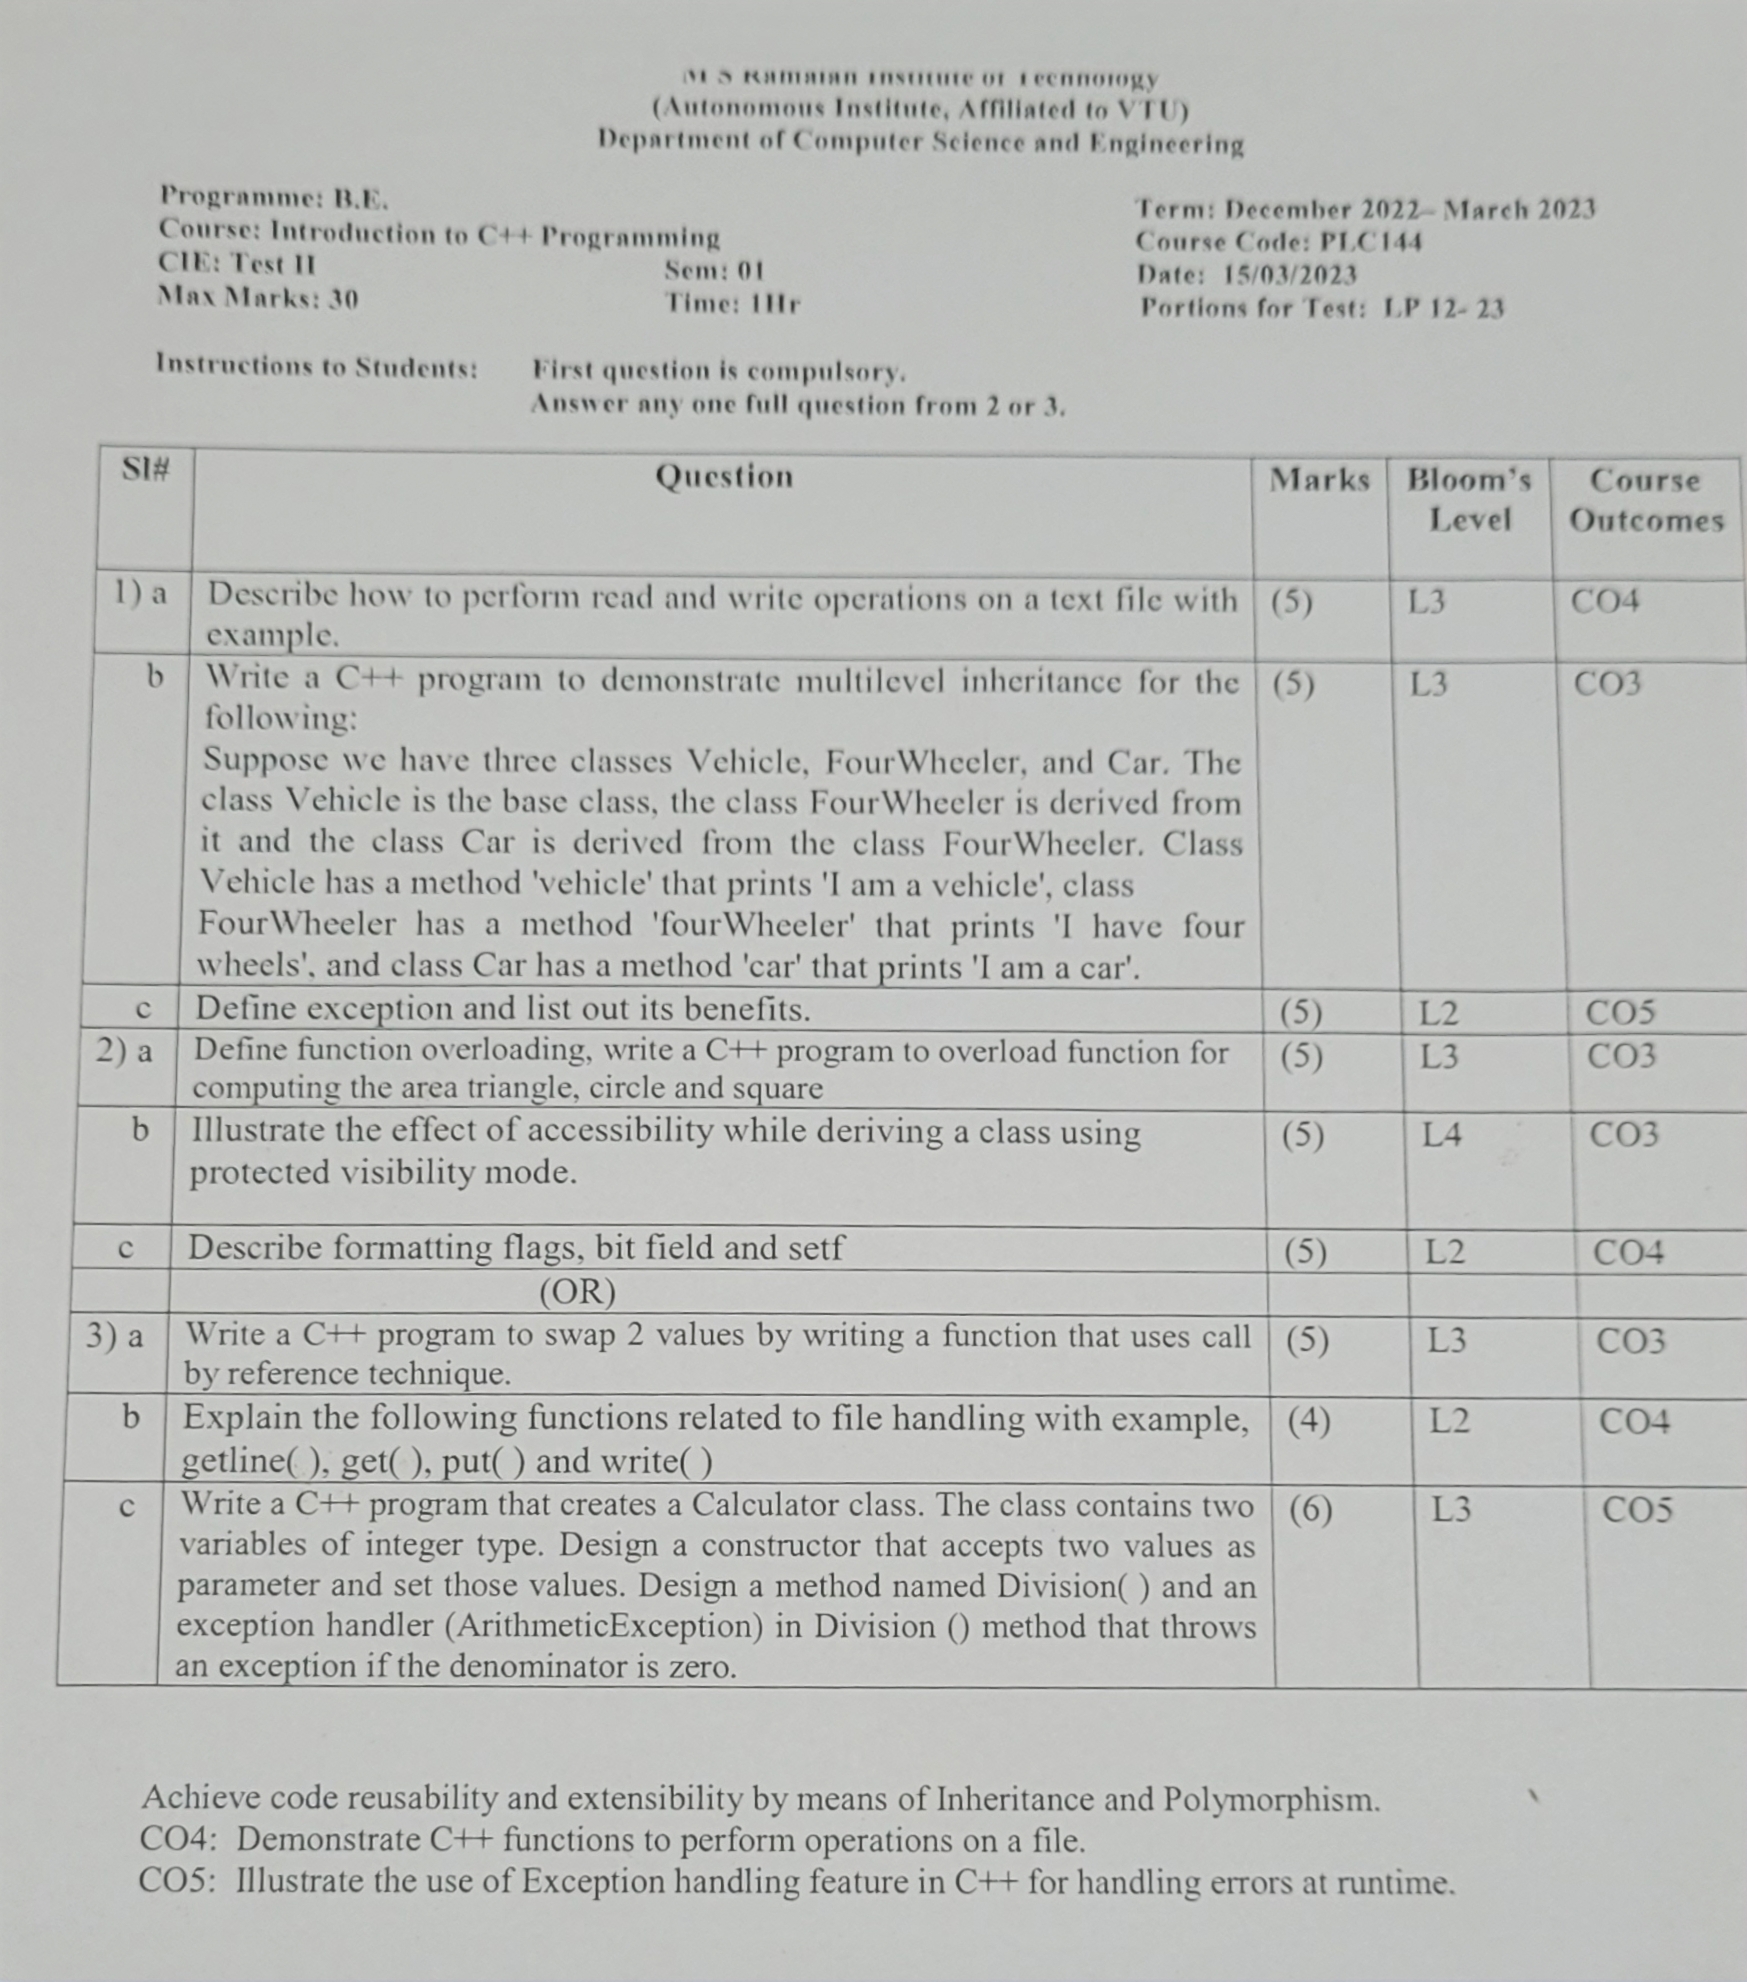 M S Ramaiah Institute of Technology
(Autonomous Institute, Affiliated to VTU)
Department of Computer Science and Engineering
Programme: B.E.
Term: December 2022– March 2023
Course: Introduction to C++ Programming
Course Code: PLC144
CIE: Test II
Sem: 01
Date: 15/03/2023
Max Marks: 30
Time: 1Hr
Portions for Test: LP 12- 23
Instructions to Students: First question is compulsory.
Answer any one full question from 2 or 3.
Sl# Question Marks Bloom's Course
Level Outcomes
1) a Describe how to perform read and write operations on a text file with (5) L3 CO4
example.
b Write a C++ program to demonstrate multilevel inheritance for the (5) L3 CO3
following:
Suppose we have three classes Vehicle, FourWheeler, and Car. The
class Vehicle is the base class, the class FourWheeler is derived from
it and the class Car is derived from the class FourWheeler. Class
Vehicle has a method 'vehicle' that prints 'I am a vehicle', class
FourWheeler has a method 'fourWheeler' that prints 'I have four
wheels', and class Car has a method 'car' that prints 'I am a car'.
c Define exception and list out its benefits. (5) L2 CO5
2) a Define function overloading, write a C++ program to overload function for (5) L3 CO3
computing the area triangle, circle and square
b Illustrate the effect of accessibility while deriving a class using (5) L4 CO3
protected visibility mode.
c Describe formatting flags, bit field and setf (5) L2 CO4
(OR)
3) a Write a C++ program to swap 2 values by writing a function that uses call (5) L3 CO3
by reference technique.
b Explain the following functions related to file handling with example, (4) L2 CO4
getline( ), get( ), put( ) and write( )
c Write a C++ program that creates a Calculator class. The class contains two (6) L3 CO5
variables of integer type. Design a constructor that accepts two values as
parameter and set those values. Design a method named Division( ) and an
exception handler (ArithmeticException) in Division () method that throws
an exception if the denominator is zero.
Achieve code reusability and extensibility by means of Inheritance and Polymorphism.
CO4: Demonstrate C++ functions to perform operations on a file.
CO5: Illustrate the use of Exception handling feature in C++ for handling errors at runtime.